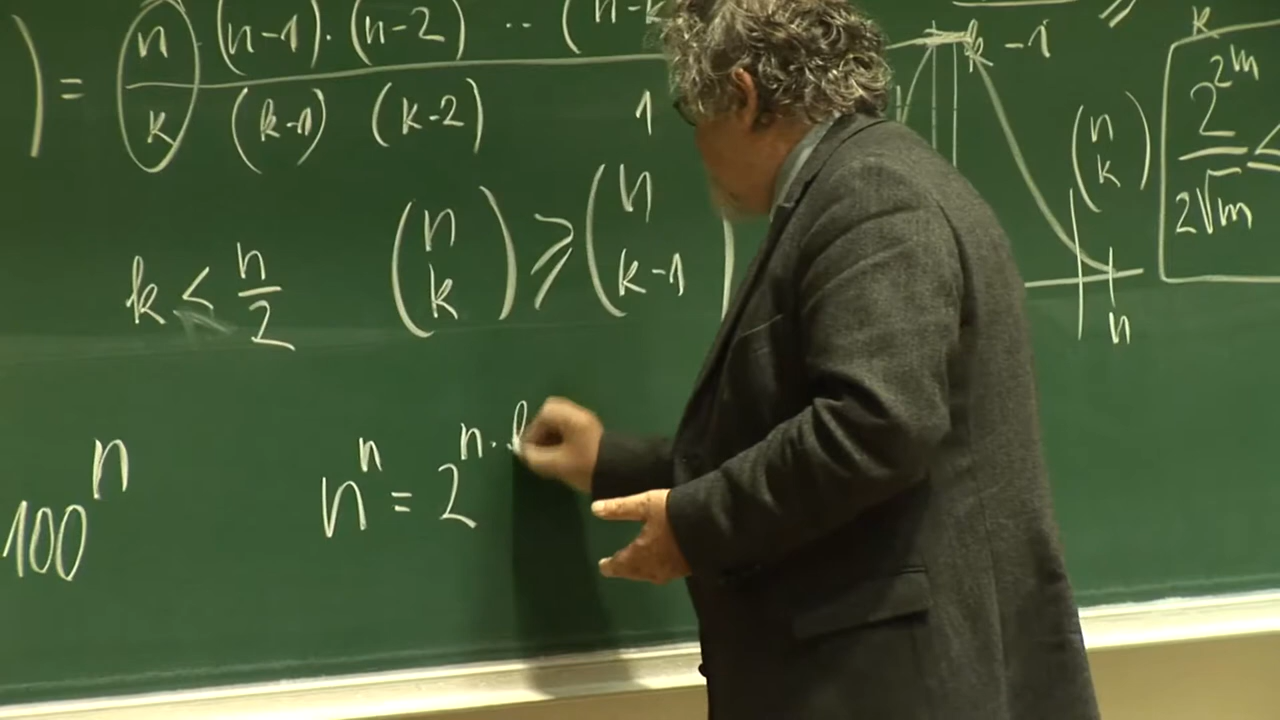 ) = n/k · (n-1)·(n-2) ·· (n-k
(k-1) (k-2) 1
k -1
≥
(n k)
k
2^2m / 2√m ≤
k < n/2
(n k) ≥ (n k-1)
n
100^n
n^n = 2^n·l